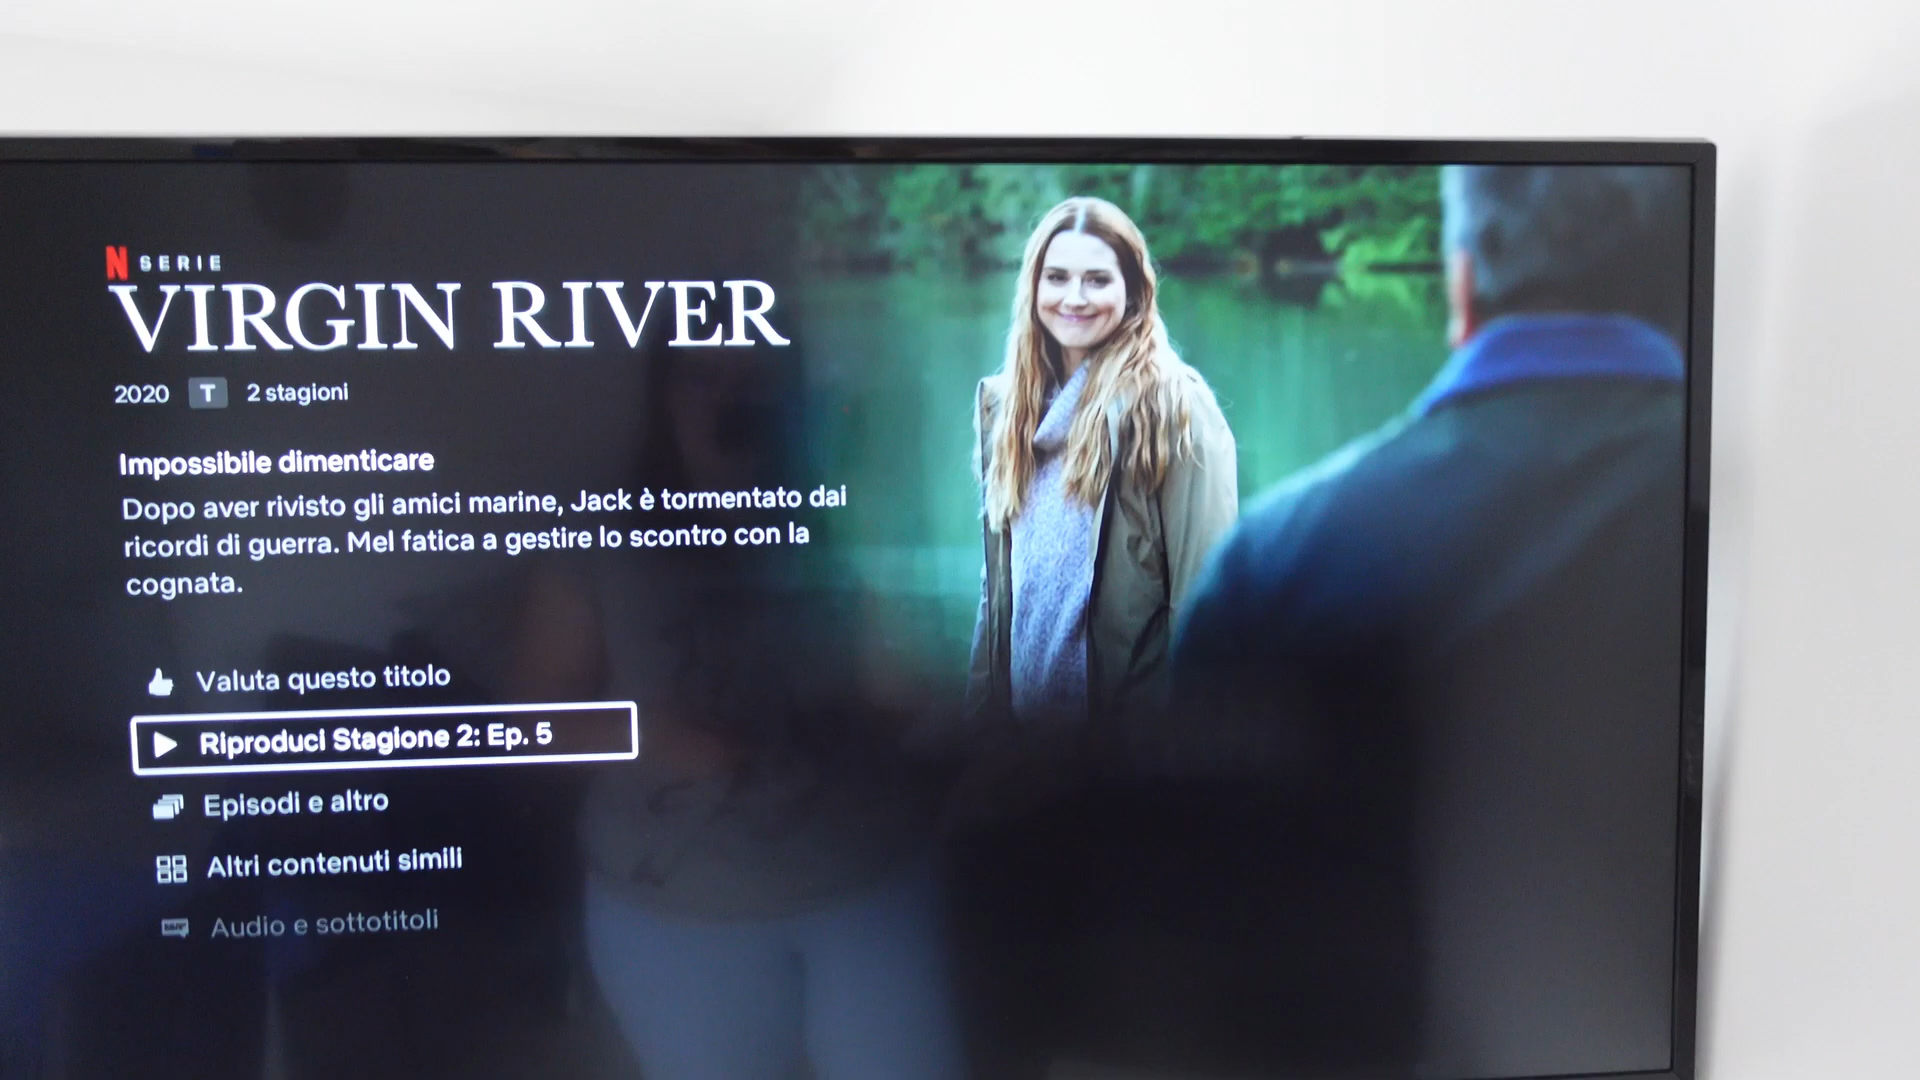 N SERIE
VIRGIN RIVER
2020 T 2 stagioni
Impossibile dimenticare
Dopo aver rivisto gli amici marine, Jack è tormentato dai
ricordi di guerra. Mel fatica a gestire lo scontro con la
cognata.
Valuta questo titolo
Riproduci Stagione 2: Ep. 5
Episodi e altro
Altri contenuti simili
Audio e sottotitoli